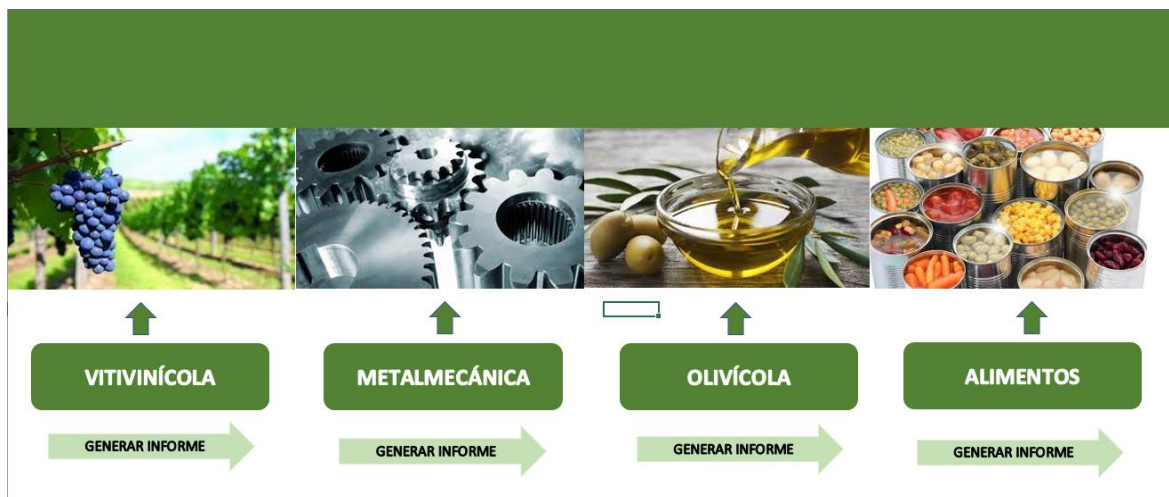 VITIVINÍCOLA
METALMECÁNICA
OLIVÍCOLA
ALIMENTOS
GENERAR INFORME
GENERAR INFORME
GENERAR INFORME
GENERAR INFORME